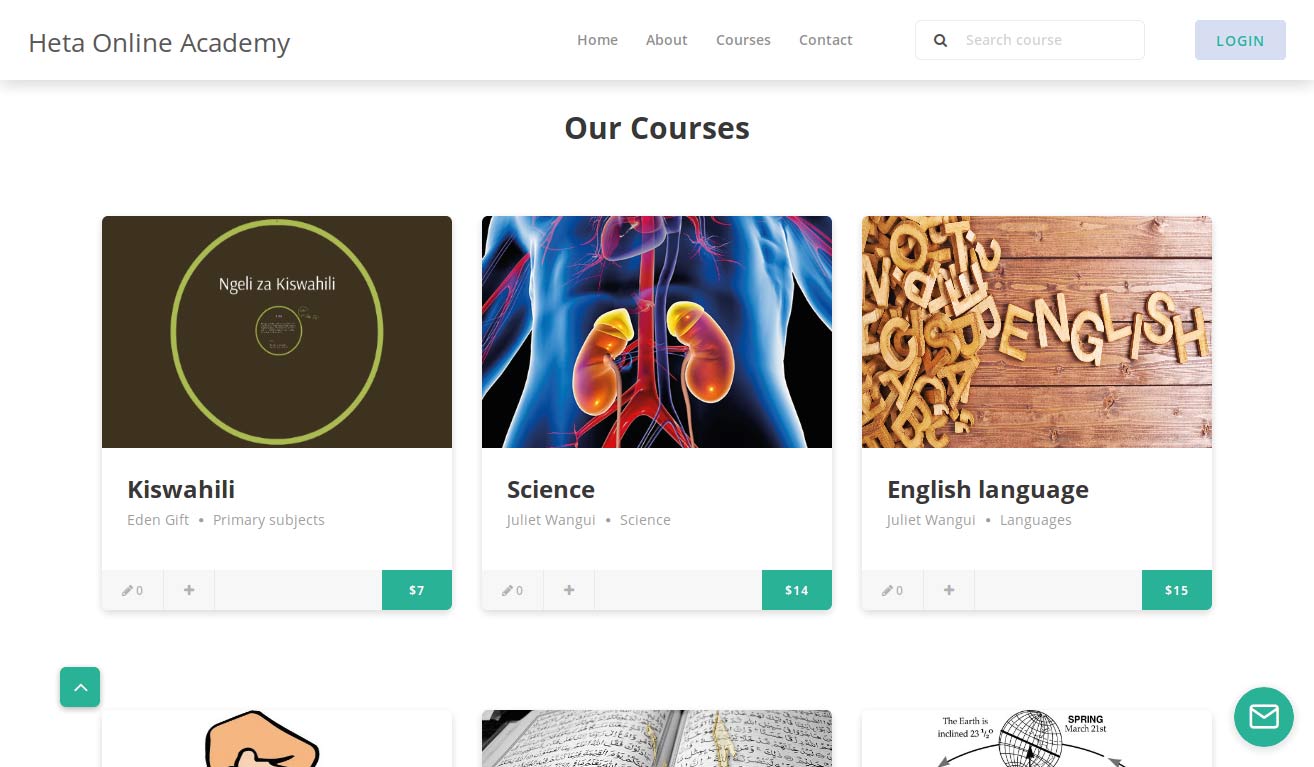 Heta Online Academy
Home
About
Courses
Contact
Search course
LOGIN
Our Courses
Ngeli za Kiswahili
ENGLISH
Kiswahili
Eden Gift • Primary subjects
Science
Juliet Wangui • Science
English language
Juliet Wangui • Languages
0
$7
0
$14
0
$15
The Earth is
inclined 23 ½°
SPRING
March 21st